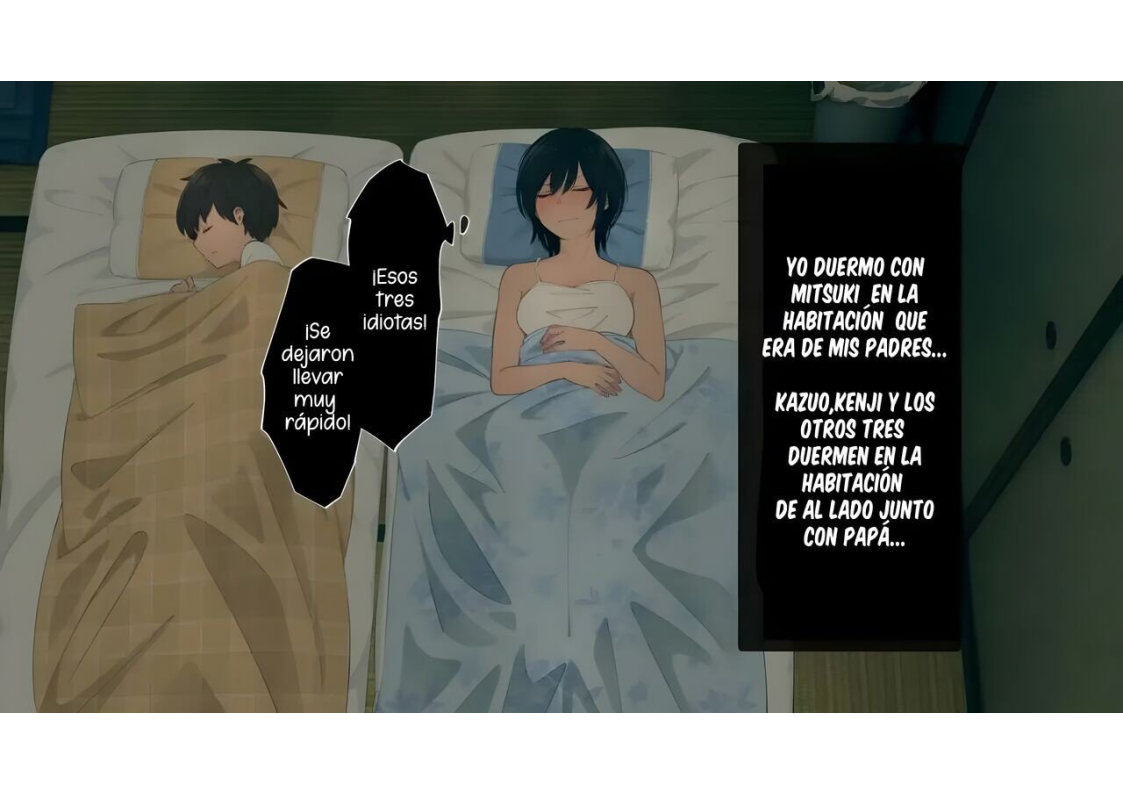 ¡Esos
tres
idiotas!
¡Se
dejaron
llevar
muy
rápido!
YO DUERMO CON
MITSUKI EN LA
HABITACIÓN QUE
ERA DE MIS PADRES...
KAZUO,KENJI Y LOS
OTROS TRES
DUERMEN EN LA
HABITACIÓN
DE AL LADO JUNTO
CON PAPÁ...